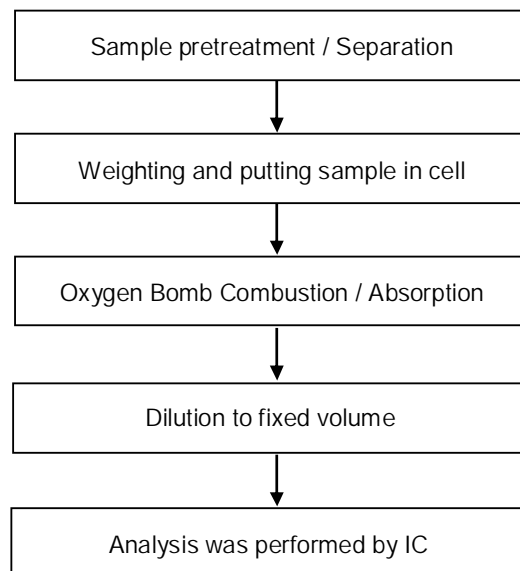 Sample pretreatment / Separation
Weighting and putting sample in cell
Oxygen Bomb Combustion / Absorption
Dilution to fixed volume
Analysis was performed by IC